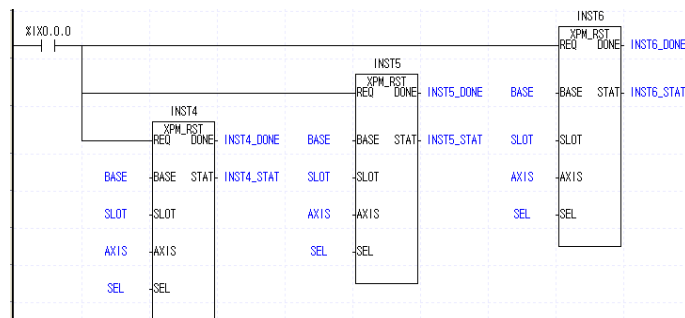 INST6
%IX0.0.0
XPM_RST
REQ DONE INST6_DONE
INST5
XPM_RST
REQ DONE INST5_DONE BASE BASE STAT INST6_STAT
INST4
XPM_RST
REQ DONE INST4_DONE BASE BASE STAT INST5_STAT SLOT SLOT
BASE BASE STAT INST4_STAT SLOT SLOT AXIS AXIS
SLOT SLOT AXIS AXIS SEL SEL
AXIS AXIS SEL SEL
SEL SEL